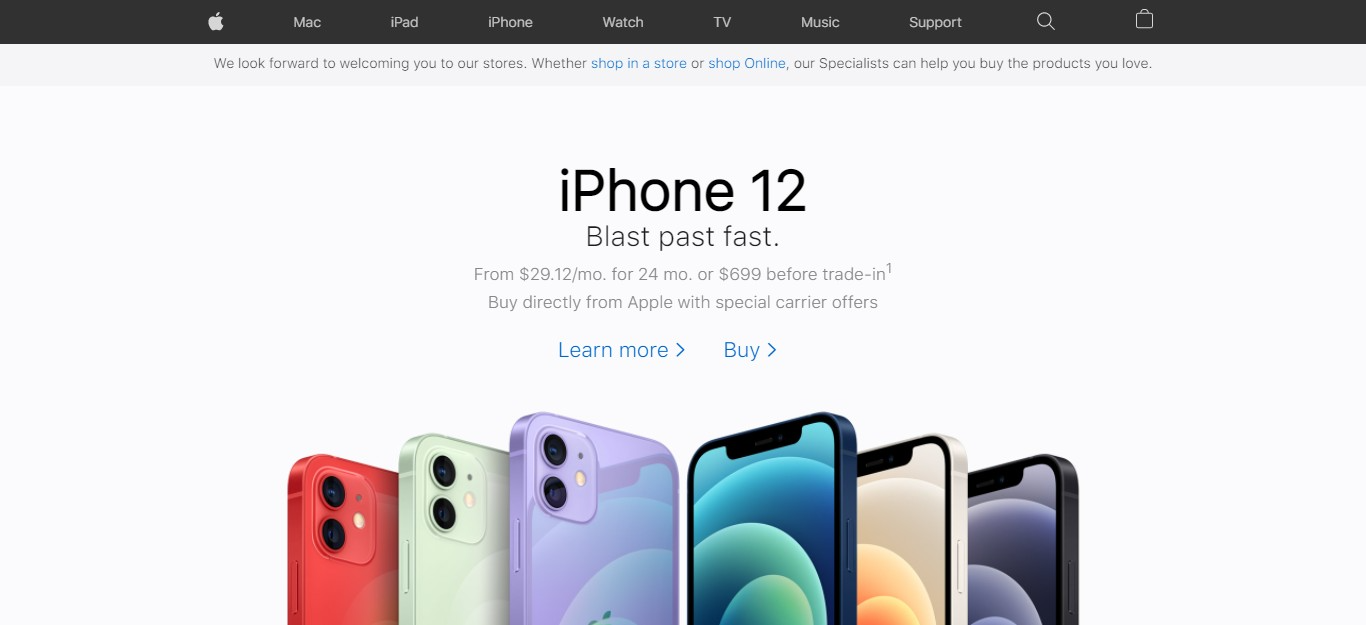 Mac iPad iPhone Watch TV Music Support
We look forward to welcoming you to our stores. Whether shop in a store or shop Online, our Specialists can help you buy the products you love.
iPhone 12
Blast past fast.
From $29.12/mo. for 24 mo. or $699 before trade-in1
Buy directly from Apple with special carrier offers
Learn more > Buy >